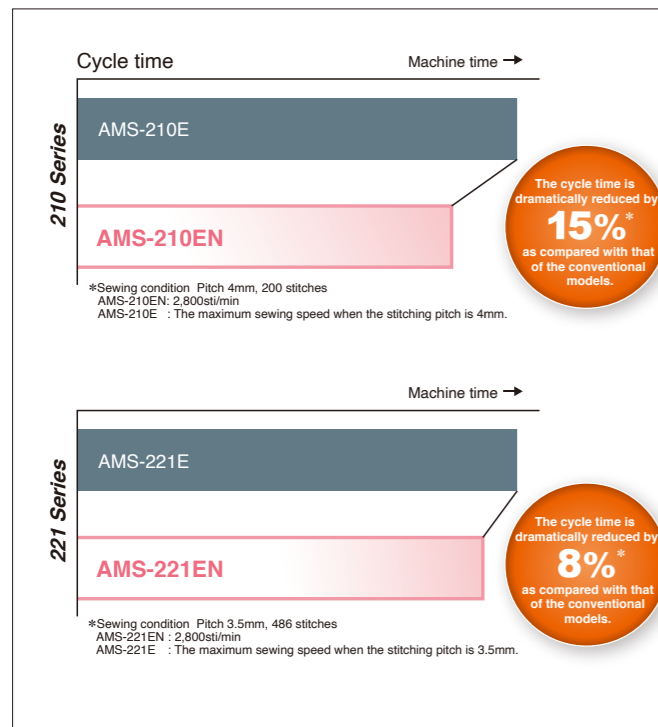 Cycle time
Machine time →
210 Series
AMS-210E
AMS-210EN
The cycle time is
dramatically reduced by
15%*
as compared with that
of the conventional
models.
*Sewing condition Pitch 4mm, 200 stitches
AMS-210EN: 2,800sti/min
AMS-210E : The maximum sewing speed when the stitching pitch is 4mm.
Machine time →
221 Series
AMS-221E
AMS-221EN
The cycle time is
dramatically reduced by
8%*
as compared with that
of the conventional
models.
*Sewing condition Pitch 3.5mm, 486 stitches
AMS-221EN : 2,800sti/min
AMS-221E : The maximum sewing speed when the stitching pitch is 3.5mm.